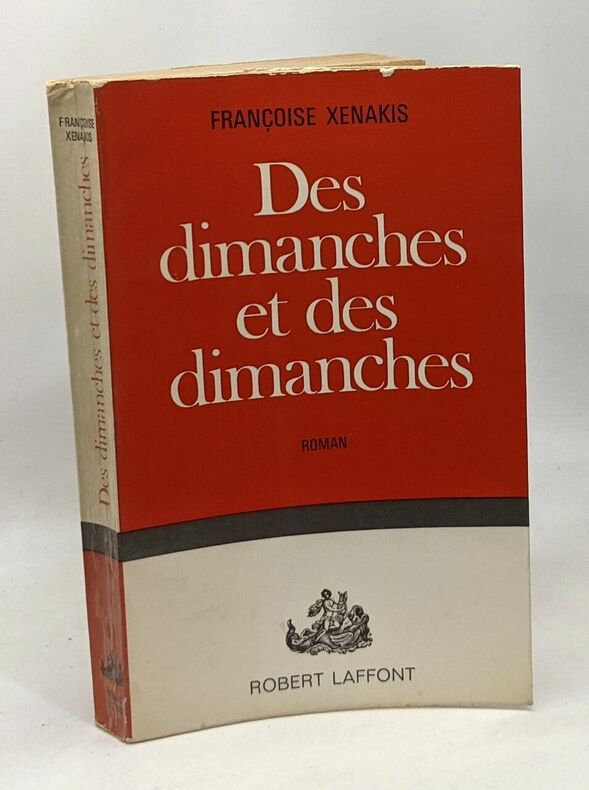 FRANÇOISE XENAKIS
Des
dimanches
et des
dimanches
ROMAN
ROBERT LAFFONT
FRANÇOISE
XENAKIS
Des dimanches et des dimanches